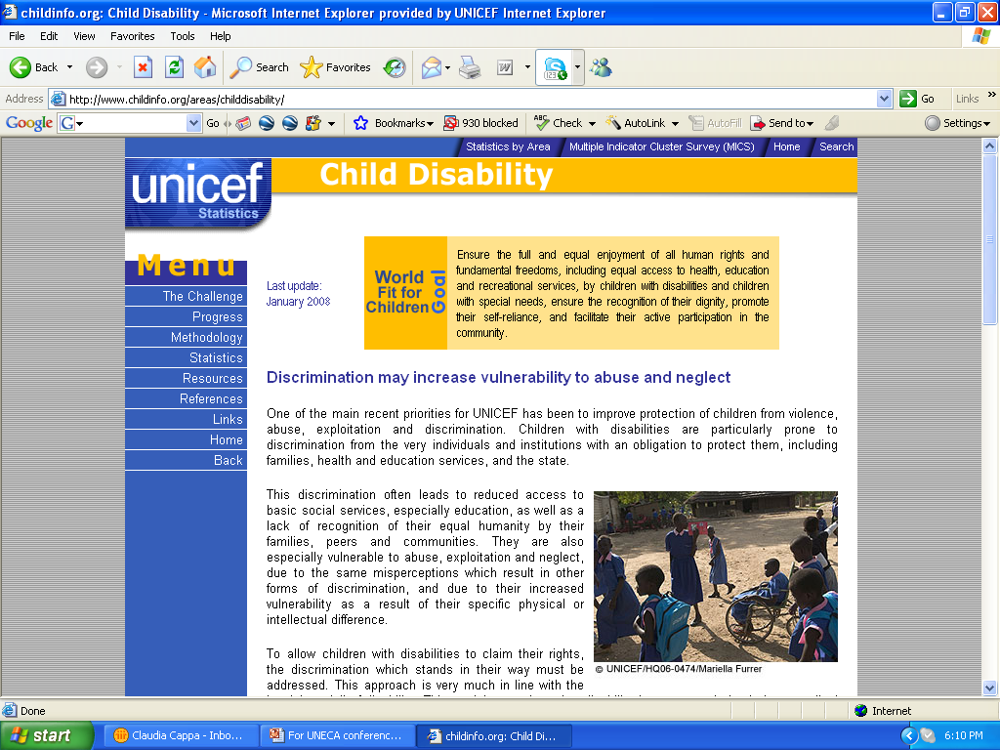 childinfo.org: Child Disability - Microsoft Internet Explorer provided by UNICEF Internet Explorer
File Edit View Favorites Tools Help
Back Search Favorites
Address http://www.childinfo.org/areas/childdisability/ Go Links »
Google G Go Bookmarks 930 blocked ABC Check AutoLink AutoFill Send to Settings
Statistics by Area Multiple Indicator Cluster Survey (MICS) Home Search
unicef
Statistics
Child Disability
Menu
The Challenge
Progress
Methodology
Statistics
Resources
References
Links
Home
Back
Last update:
January 2008
World
Fit for
Children
Goal
Ensure the full and equal enjoyment of all human rights and
fundamental freedoms, including equal access to health, education
and recreational services, by children with disabilities and children
with special needs, ensure the recognition of their dignity, promote
their self-reliance, and facilitate their active participation in the
community.
Discrimination may increase vulnerability to abuse and neglect
One of the main recent priorities for UNICEF has been to improve protection of children from violence,
abuse, exploitation and discrimination. Children with disabilities are particularly prone to
discrimination from the very individuals and institutions with an obligation to protect them, including
families, health and education services, and the state.
This discrimination often leads to reduced access to
basic social services, especially education, as well as a
lack of recognition of their equal humanity by their
families, peers and communities. They are also
especially vulnerable to abuse, exploitation and neglect,
due to the same misperceptions which result in other
forms of discrimination, and due to their increased
vulnerability as a result of their specific physical or
intellectual difference.
© UNICEF/HQ06-0474/Mariella Furrer
To allow children with disabilities to claim their rights,
the discrimination which stands in their way must be
addressed. This approach is very much in line with the
Done Internet
start Claudia Cappa - Inbo... For UNECA conferenc... childinfo.org: Child Di... 6:10 PM